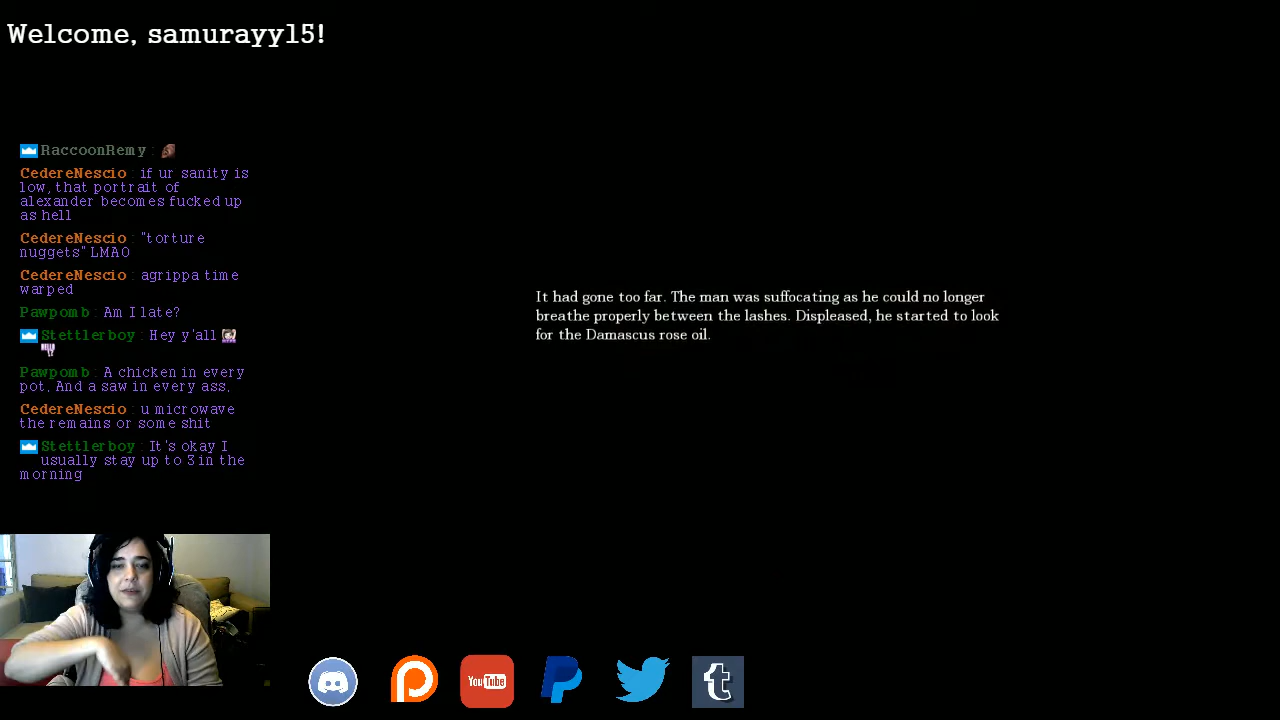 Welcome, samurayy15!
RaccoonRemy :
CedereNescio : if ur sanity is
low, that portrait of
alexander becomes fucked up
as hell
CedereNescio : "torture
nuggets" LMAO
CedereNescio : agrippa time
warped
Pawpomb : Am I late?
Stettlerboy : Hey y'all
Pawpomb : A chicken in every
pot. And a saw in every ass.
CedereNescio : u microwave
the remains or some shit
Stettlerboy : It's okay I
usually stay up to 3 in the
morning
It had gone too far. The man was suffocating as he could no longer
breathe properly between the lashes. Displeased, he started to look
for the Damascus rose oil.
You Tube